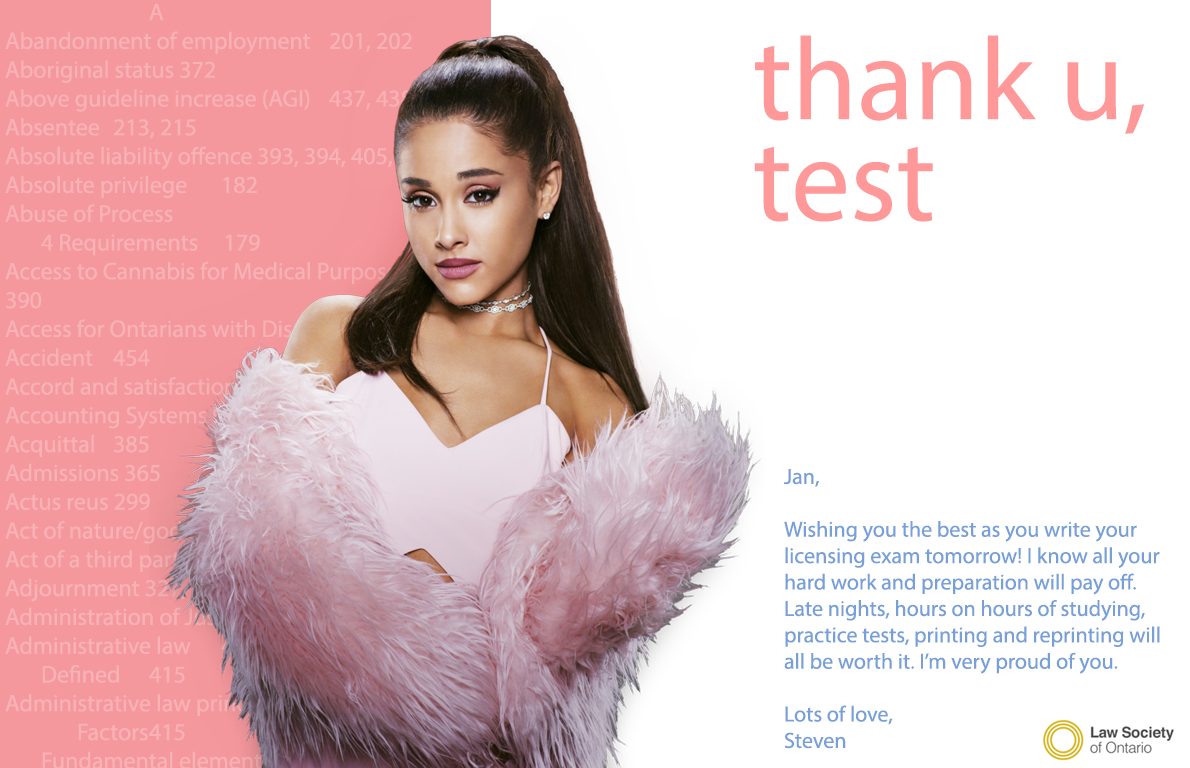 A
Abandonment of employment 201, 202
Aboriginal status 372
Above guideline increase (AGI) 437,
Absentee 213, 215
Absolute liability offence 393, 394, 405,
Absolute privilege 182
Abuse of Process
4 Requirements 179
Access to Cannabis for Medical
390
Access for Ontarians with
Accident 454
Accord and
Accounting Systems
Acquittal 385
Admissions 365
Actus reus 299
Act of
Act of a third
Adjournment
Administration of
Administrative law
Defined 415
Administrative law
Factors415
Fundamental
thank u,
test
Jan,
Wishing you the best as you write your
licensing exam tomorrow! I know all your
hard work and preparation will pay off.
Late nights, hours on hours of studying,
practice tests, printing and reprinting will
all be worth it. I'm very proud of you.
Lots of love,
Steven
Law Society
of Ontario